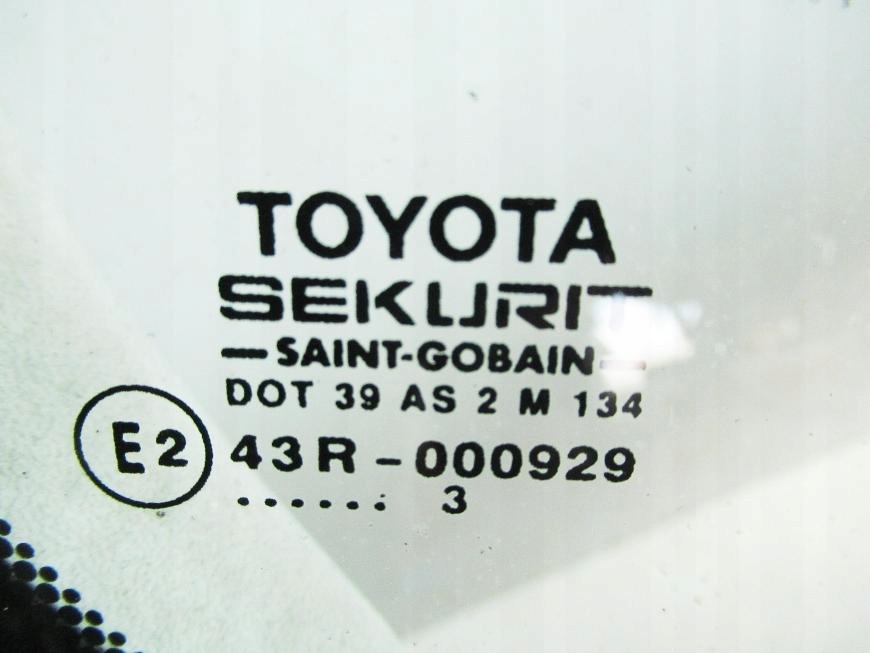 TOYOTA
SEKURIT
—SAINT-GOBAIN—
DOT 39 AS 2 M 134
E2 43R-000929
...... 3